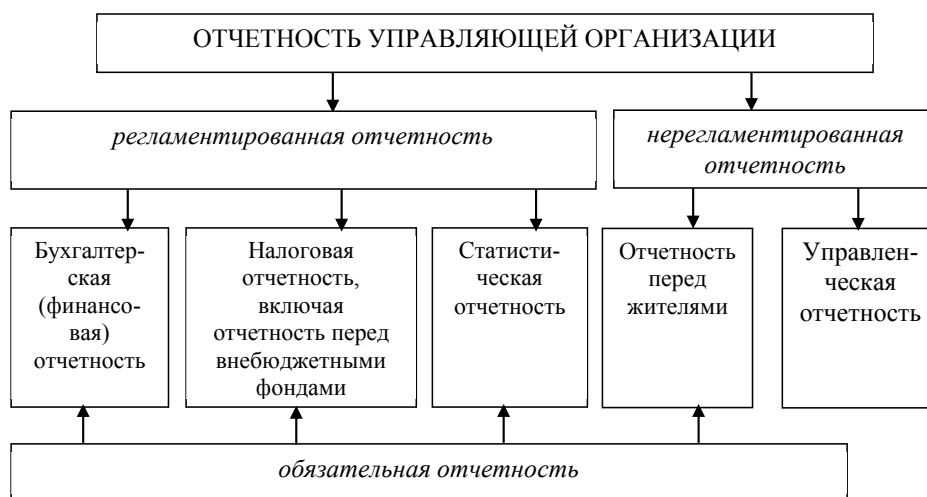 ОТЧЕТНОСТЬ УПРАВЛЯЮЩЕЙ ОРГАНИЗАЦИИ
регламентированная отчетность
нерегламентированная
отчетность
Бухгалтер-
ская
(финансо-
вая)
отчетность
Налоговая
отчетность,
включая
отчетность перед
внебюджетными
фондами
Статисти-
ческая
отчетность
Отчетность
перед
жителями
Управлен-
ческая
отчетность
обязательная отчетность